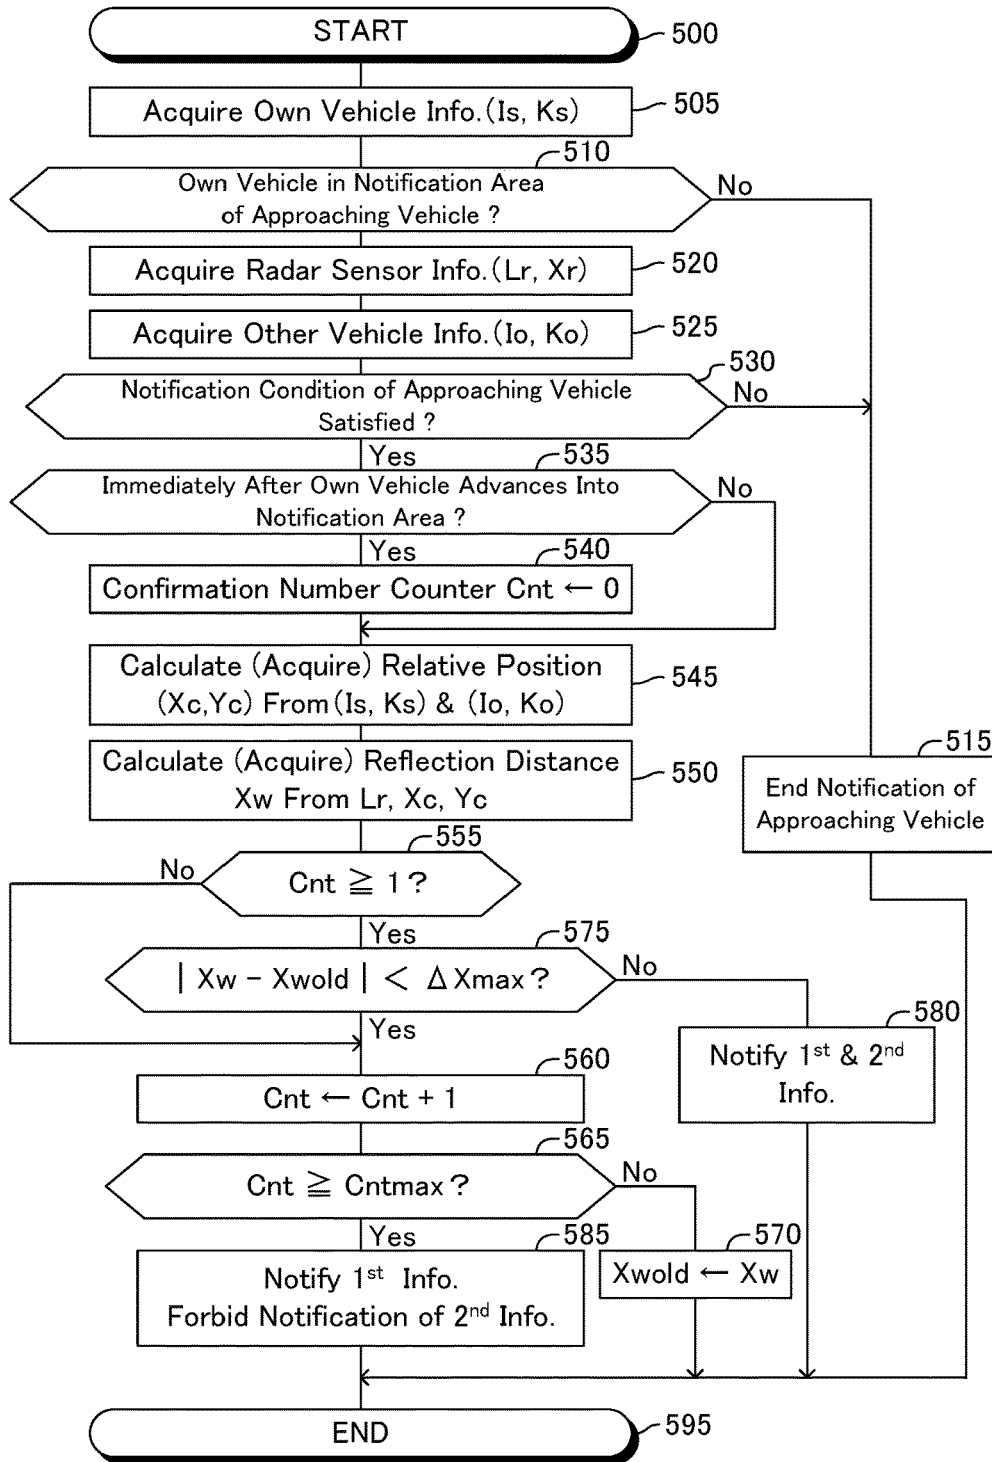 START
500
Acquire Own Vehicle Info.(Is, Ks)
505
510
Own Vehicle in Notification Area
of Approaching Vehicle ?
No
Acquire Radar Sensor Info.(Lr, Xr)
520
Acquire Other Vehicle Info.(Io, Ko)
525
530
Notification Condition of Approaching Vehicle
Satisfied ?
No
Yes
535
Immediately After Own Vehicle Advances Into
Notification Area ?
No
Yes
540
Confirmation Number Counter Cnt ← 0
Calculate (Acquire) Relative Position
(Xc,Yc) From(Is, Ks) & (Io, Ko)
545
Calculate (Acquire) Reflection Distance
Xw From Lr, Xc, Yc
550
515
End Notification of
Approaching Vehicle
555
Cnt ≧ 1?
No
Yes
575
| Xw - Xwold | < ΔXmax?
No
Yes
580
Notify 1st & 2nd
Info.
560
Cnt ← Cnt + 1
565
Cnt ≧ Cntmax?
No
Yes
585
Notify 1st Info.
Forbid Notification of 2nd Info.
570
Xwold ← Xw
END
595